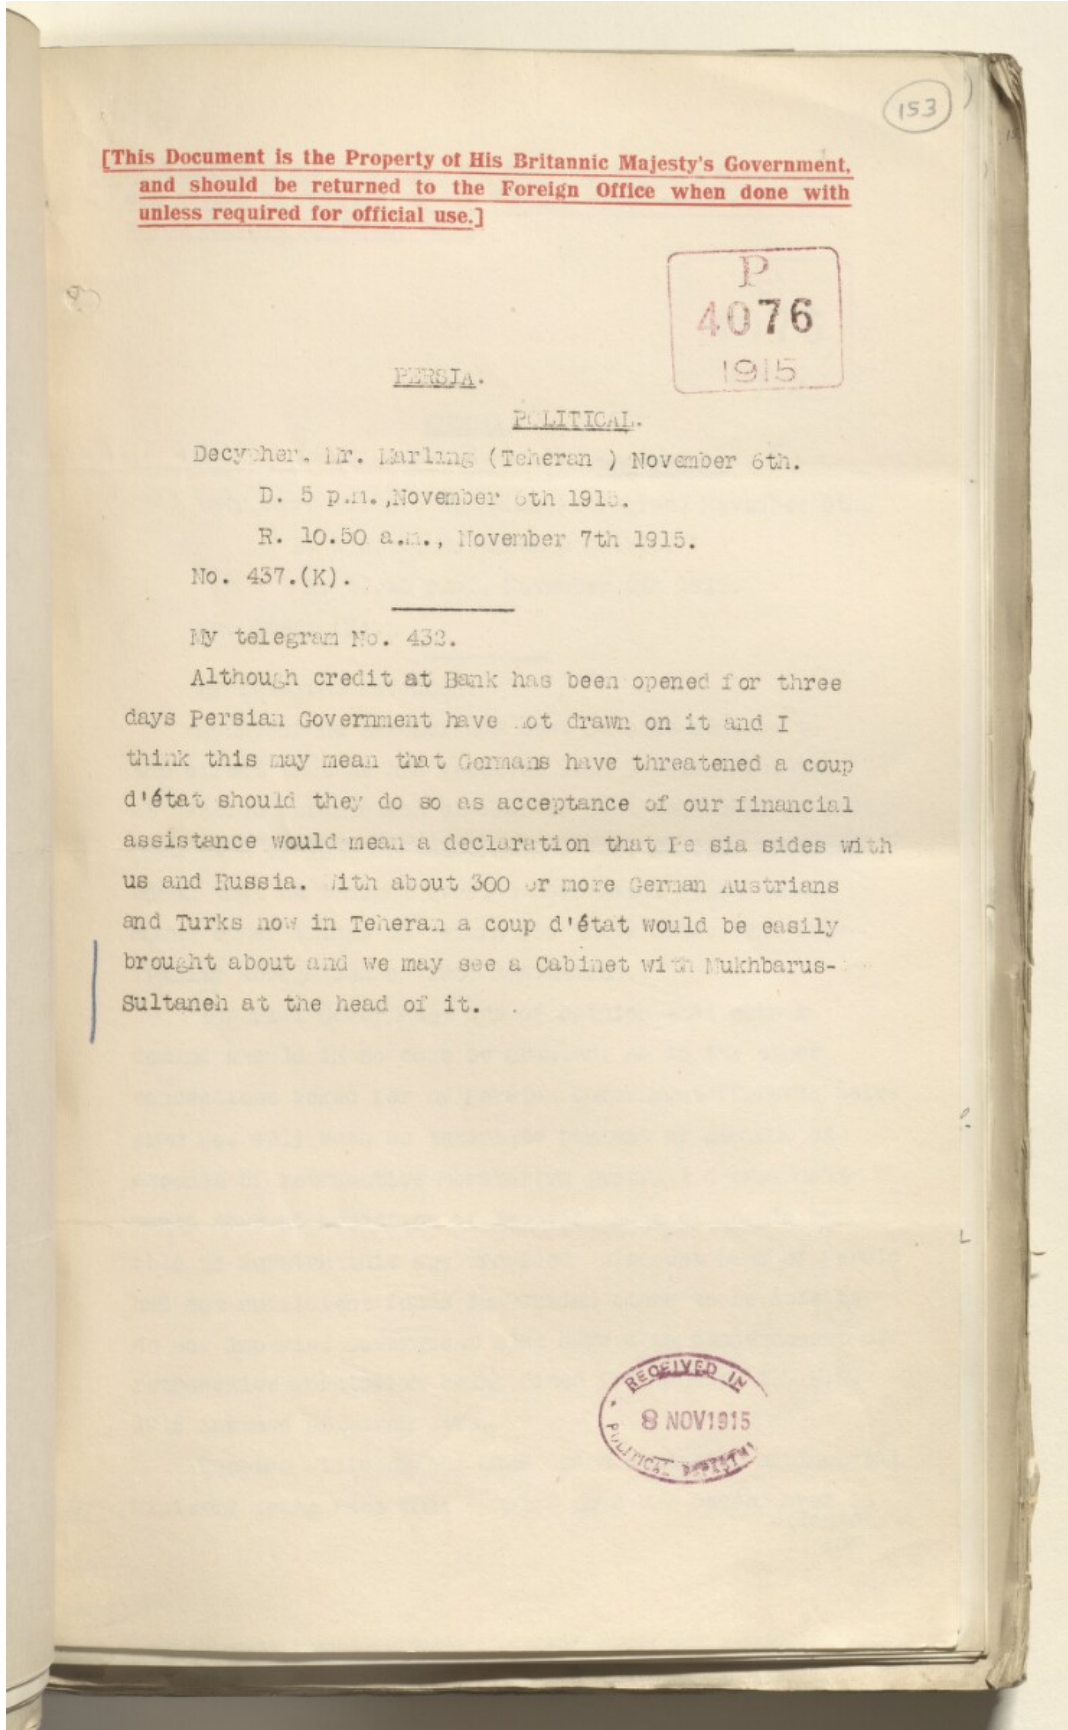 153
[This Document is the Property of His Britannic Majesty's Government,
and should be returned to the Foreign Office when done with
unless required for official use.]
P
4076
1915
PERSIA.
POLITICAL.
Decypher. Mr. Marling (Teheran ) November 6th.
D. 5 p.m.,November 6th 1915.
R. 10.50 a.m., November 7th 1915.
No. 437.(K).
My telegram No. 432.
Although credit at Bank has been opened for three
days Persian Government have not drawn on it and I
think this may mean that Germans have threatened a coup
d'état should they do so as acceptance of our financial
assistance would mean a declaration that Pe sia sides with
us and Russia. With about 300 or more German Austrians
and Turks now in Teheran a coup d'état would be easily
brought about and we may see a Cabinet with Mukhbarus-
Sultaneh at the head of it.
RECEIVED IN
8 NOV1915
POLITICAL DEPARTM